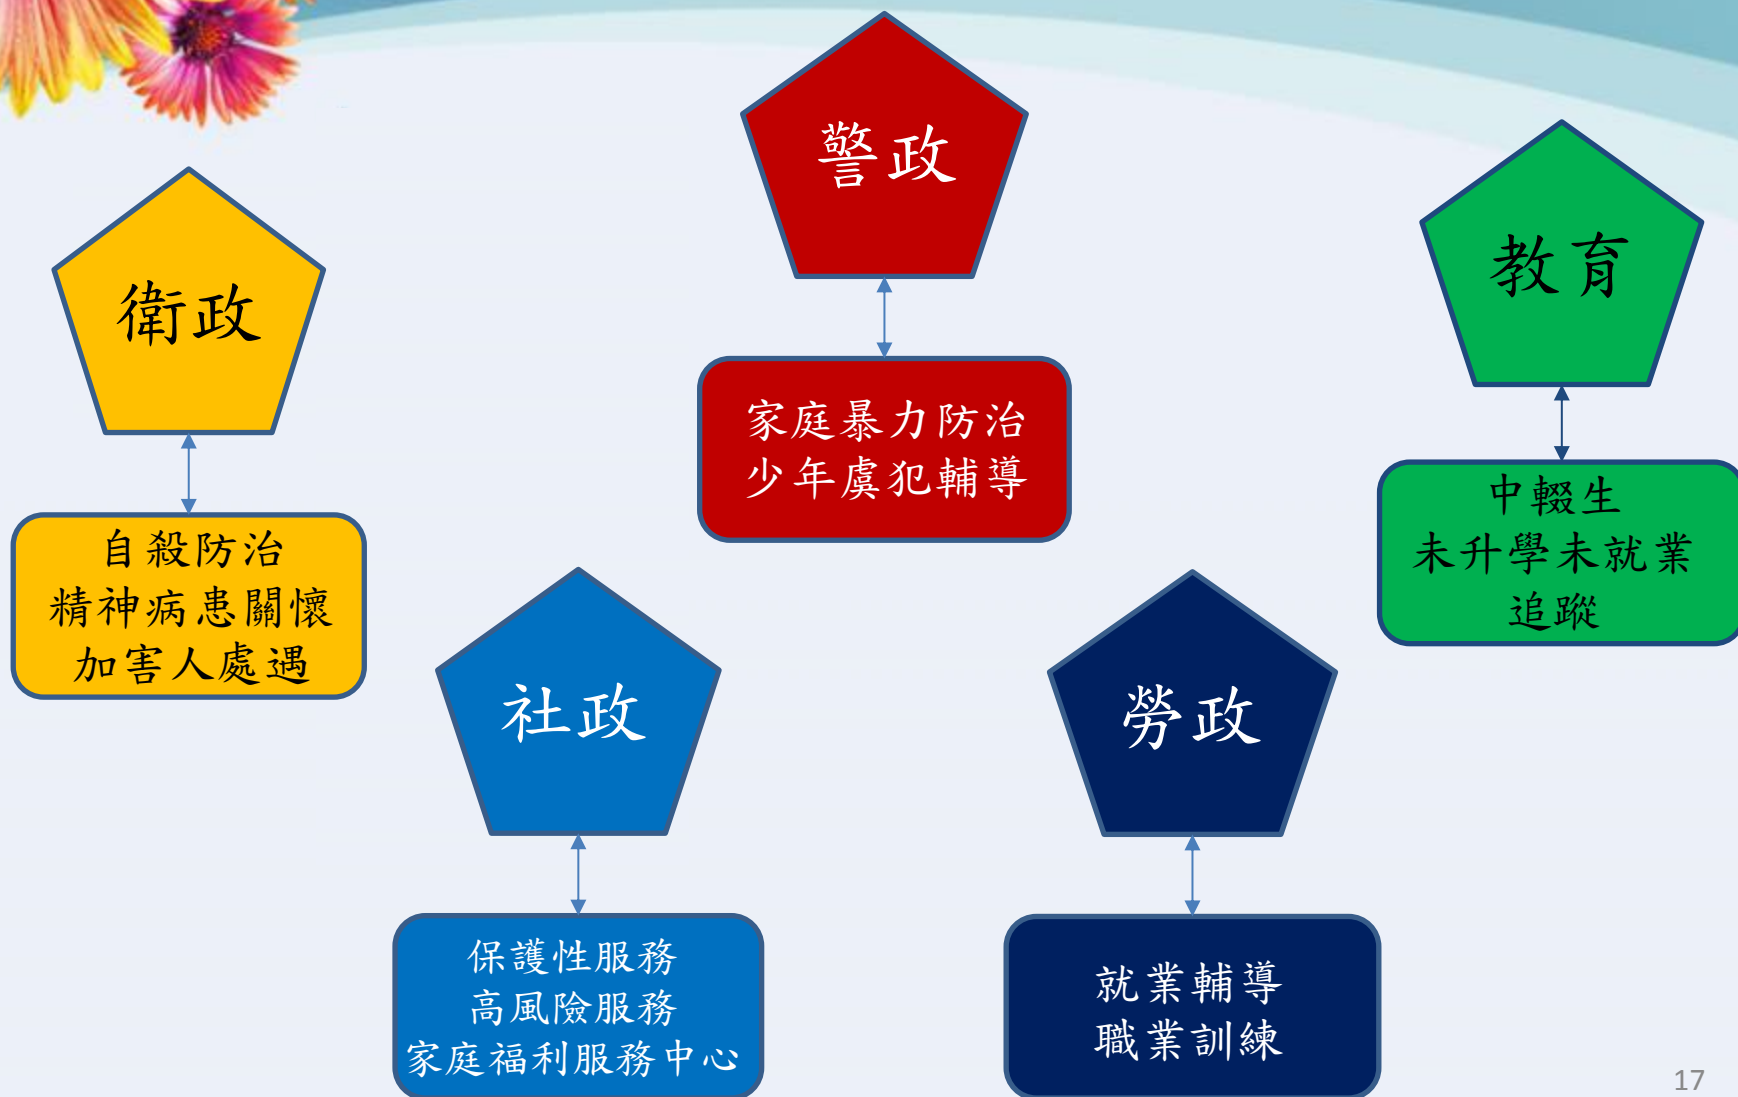 警政
家庭暴力防治
少年虞犯輔導
衛政
自殺防治
精神病患關懷
加害人處遇
教育
中輟生
未升學未就業
追蹤
社政
保護性服務
高風險服務
家庭福利服務中心
勞政
就業輔導
職業訓練
17